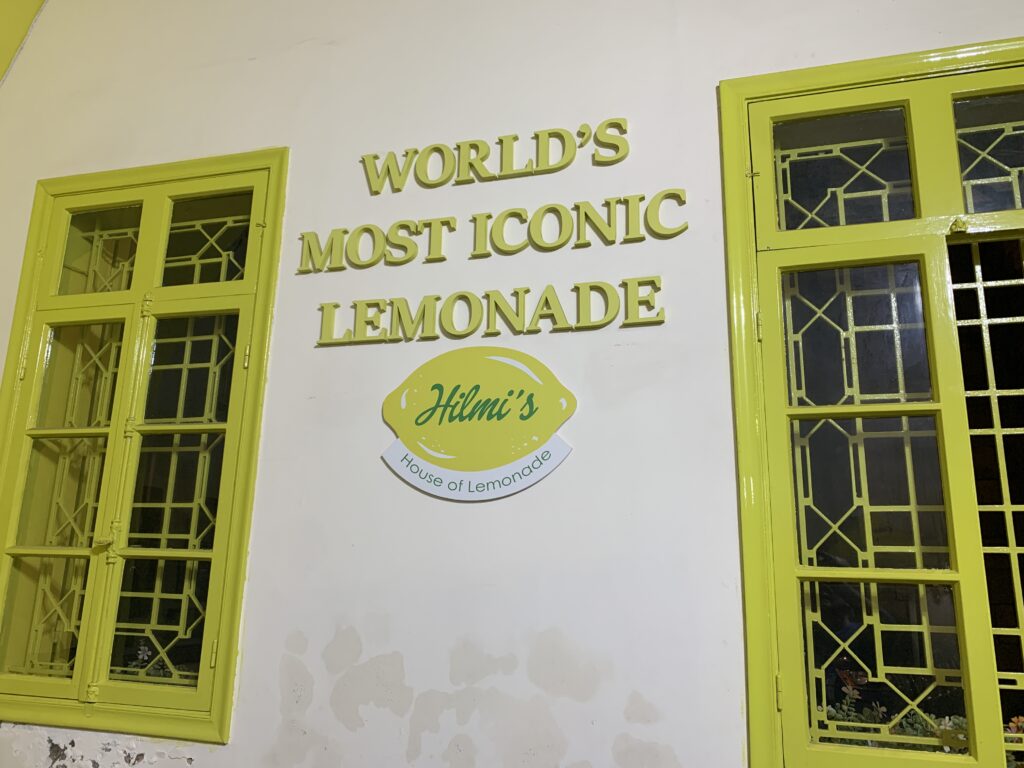 WORLD'S
MOST ICONIC
LEMONADE
Hilmi's
House of Lemonade